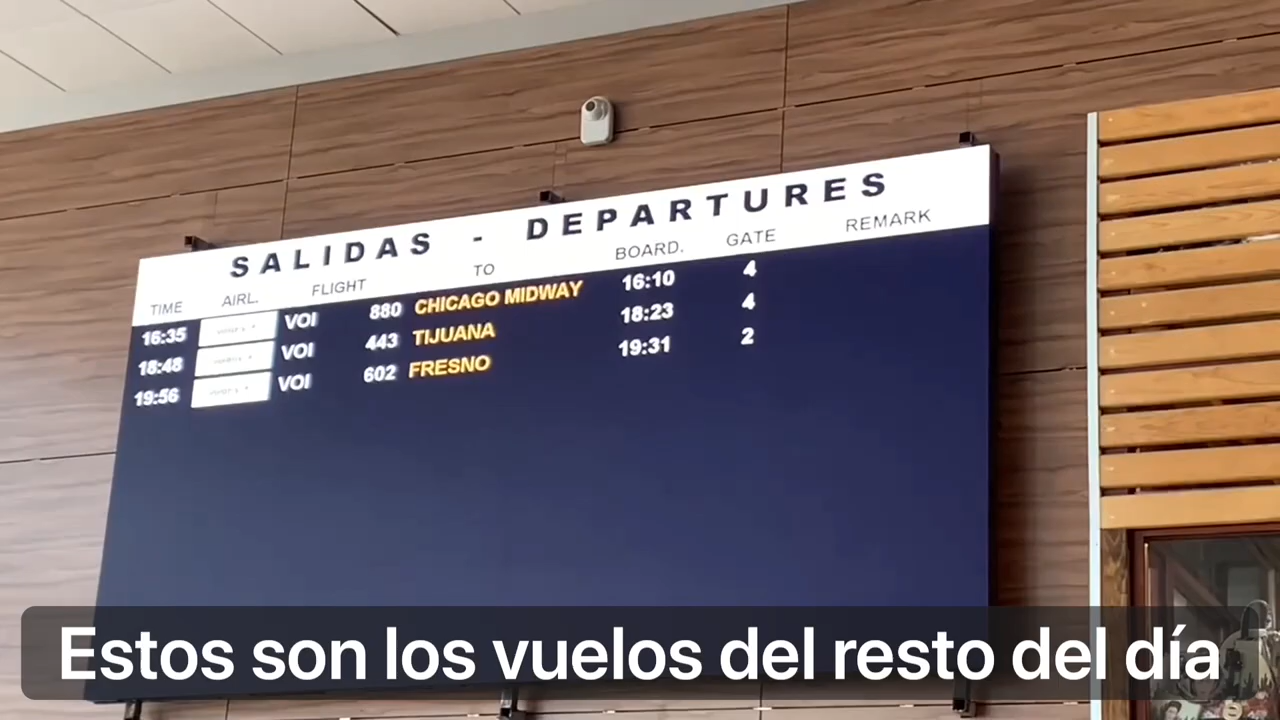 SALIDAS - DEPARTURES
TIME AIRL. FLIGHT TO BOARD. GATE REMARK
16:35 VOI 880 CHICAGO MIDWAY 16:10 4
18:48 VOI 443 TIJUANA 18:23 4
19:56 VOI 602 FRESNO 19:31 2
Estos son los vuelos del resto del día